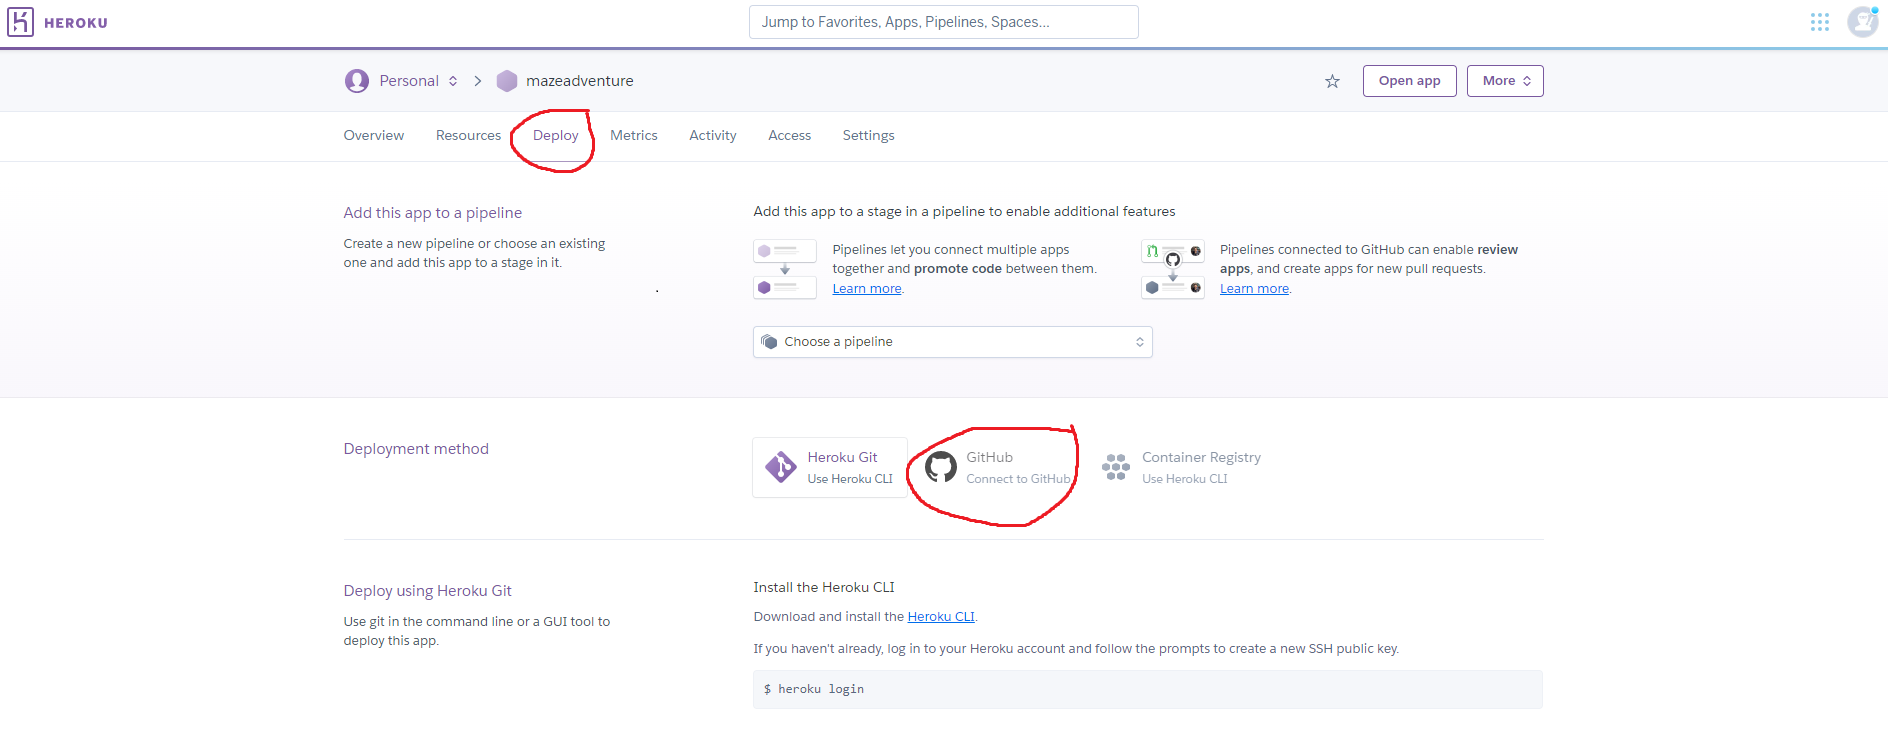 HEROKU
Jump to Favorites, Apps, Pipelines, Spaces...
Personal
mazeadventure
Open app
More
Overview
Resources
Deploy
Metrics
Activity
Access
Settings
Add this app to a pipeline
Create a new pipeline or choose an existing
one and add this app to a stage in it.
Add this app to a stage in a pipeline to enable additional features
Pipelines let you connect multiple apps
together and promote code between them.
Learn more.
Pipelines connected to GitHub can enable review
apps, and create apps for new pull requests.
Learn more.
Choose a pipeline
Deployment method
Heroku Git
Use Heroku CLI
GitHub
Connect to GitHub
Container Registry
Use Heroku CLI
Deploy using Heroku Git
Use git in the command line or a GUI tool to
deploy this app.
Install the Heroku CLI
Download and install the Heroku CLI.
If you haven't already, log in to your Heroku account and follow the prompts to create a new SSH public key.
$ heroku login